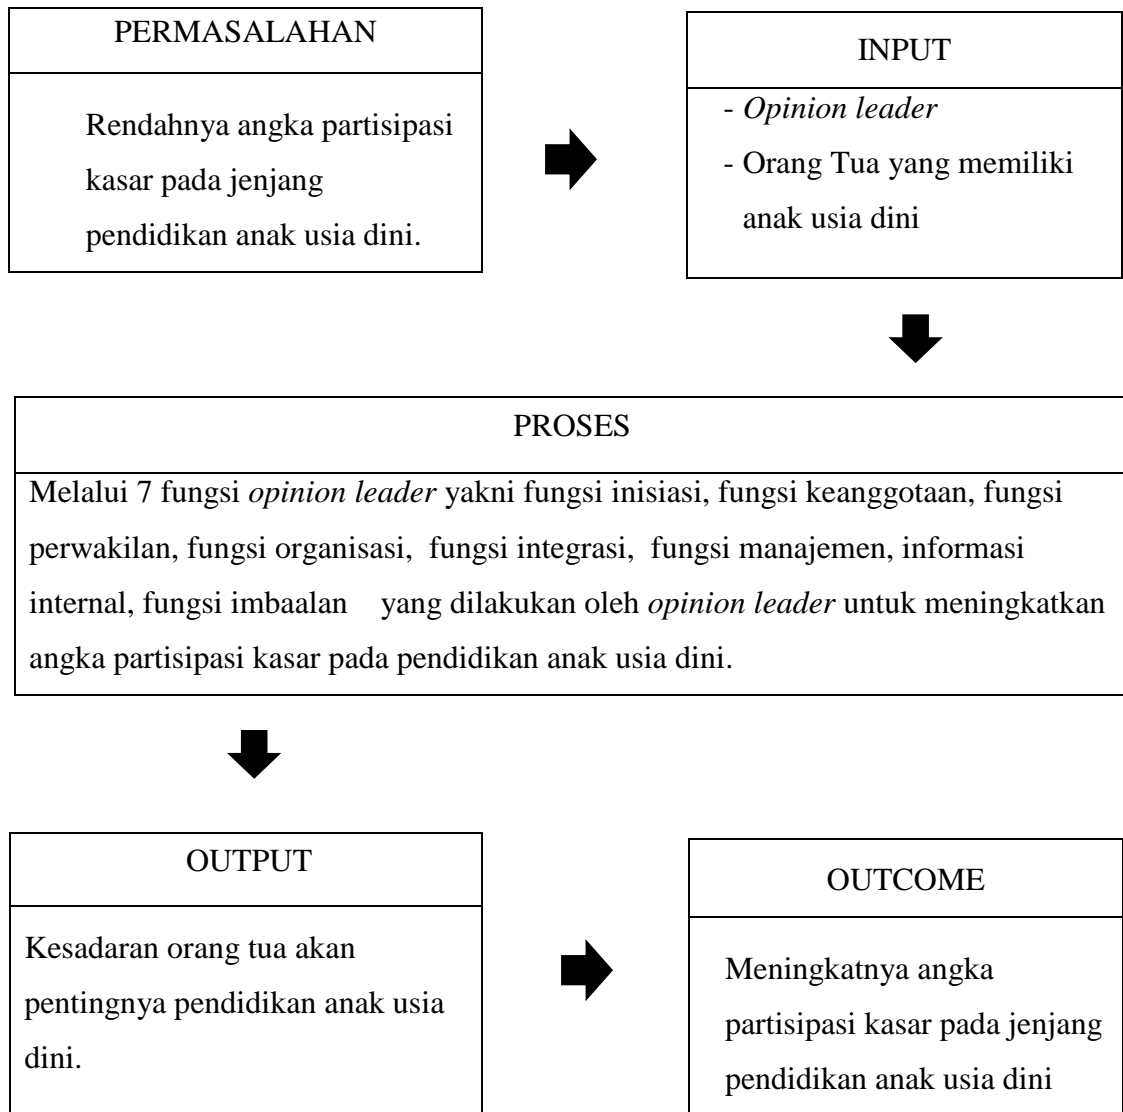 PERMASALAHAN
Rendahnya angka partisipasi
kasar pada jenjang
pendidikan anak usia dini.
INPUT
- Opinion leader
- Orang Tua yang memiliki
anak usia dini
PROSES
Melalui 7 fungsi opinion leader yakni fungsi inisiasi, fungsi keanggotaan, fungsi
perwakilan, fungsi organisasi, fungsi integrasi, fungsi manajemen, informasi
internal, fungsi imbaalan yang dilakukan oleh opinion leader untuk meningkatkan
angka partisipasi kasar pada pendidikan anak usia dini.
OUTPUT
Kesadaran orang tua akan
pentingnya pendidikan anak usia
dini.
OUTCOME
Meningkatnya angka
partisipasi kasar pada jenjang
pendidikan anak usia dini